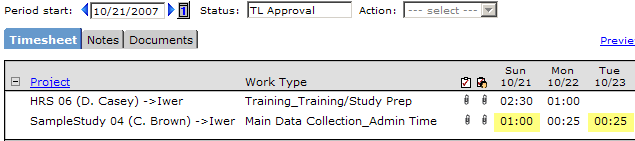 Period start: 10/21/2007 1 Status: TL Approval Action: --- select ---
Timesheet Notes Documents Previe
Sun Mon Tue
Project Work Type 10/21 10/22 10/23
HRS 06 (D. Casey) ->Iwer Training_Training/Study Prep 02:30 01:00
SampleStudy 04 (C. Brown) ->Iwer Main Data Collection_Admin Time 01:00 00:25 00:25